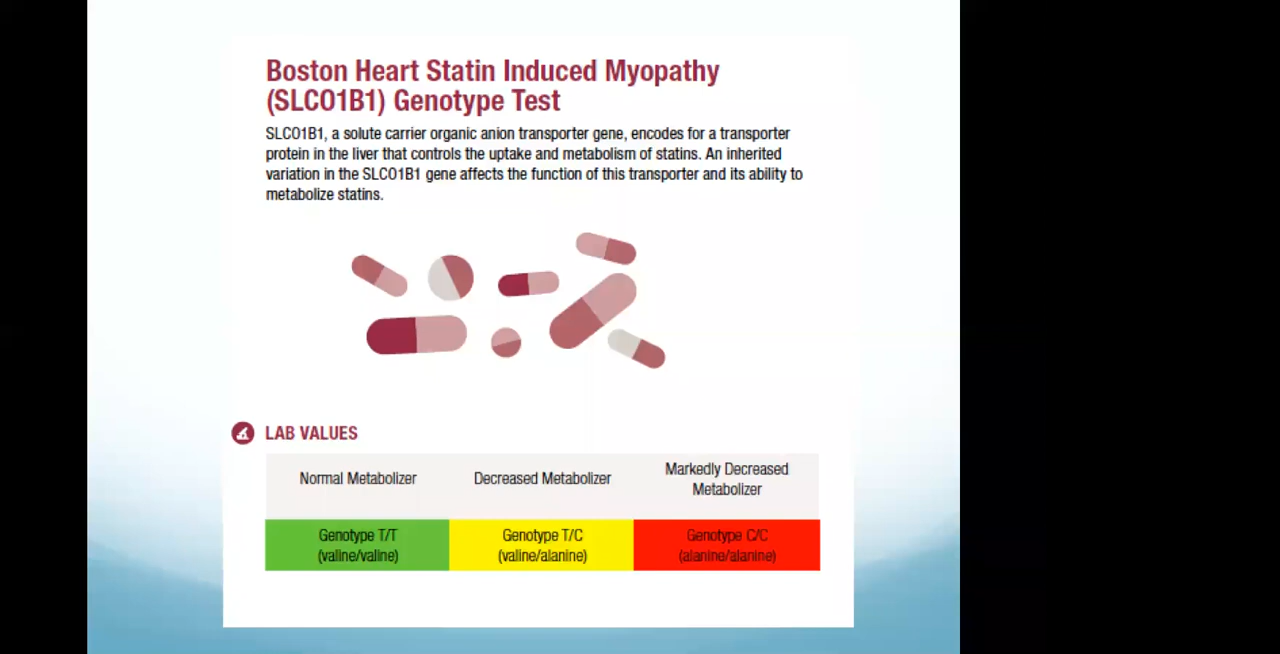 Boston Heart Statin Induced Myopathy
(SLCO1B1) Genotype Test
SLCO1B1, a solute carrier organic anion transporter gene, encodes for a transporter
protein in the liver that controls the uptake and metabolism of statins. An inherited
variation in the SLCO1B1 gene affects the function of this transporter and its ability to
metabolize statins.
LAB VALUES
Normal Metabolizer
Decreased Metabolizer
Markedly Decreased
Metabolizer
Genotype T/T
(valine/valine)
Genotype T/C
(valine/alanine)
Genotype C/C
(alanine/alanine)